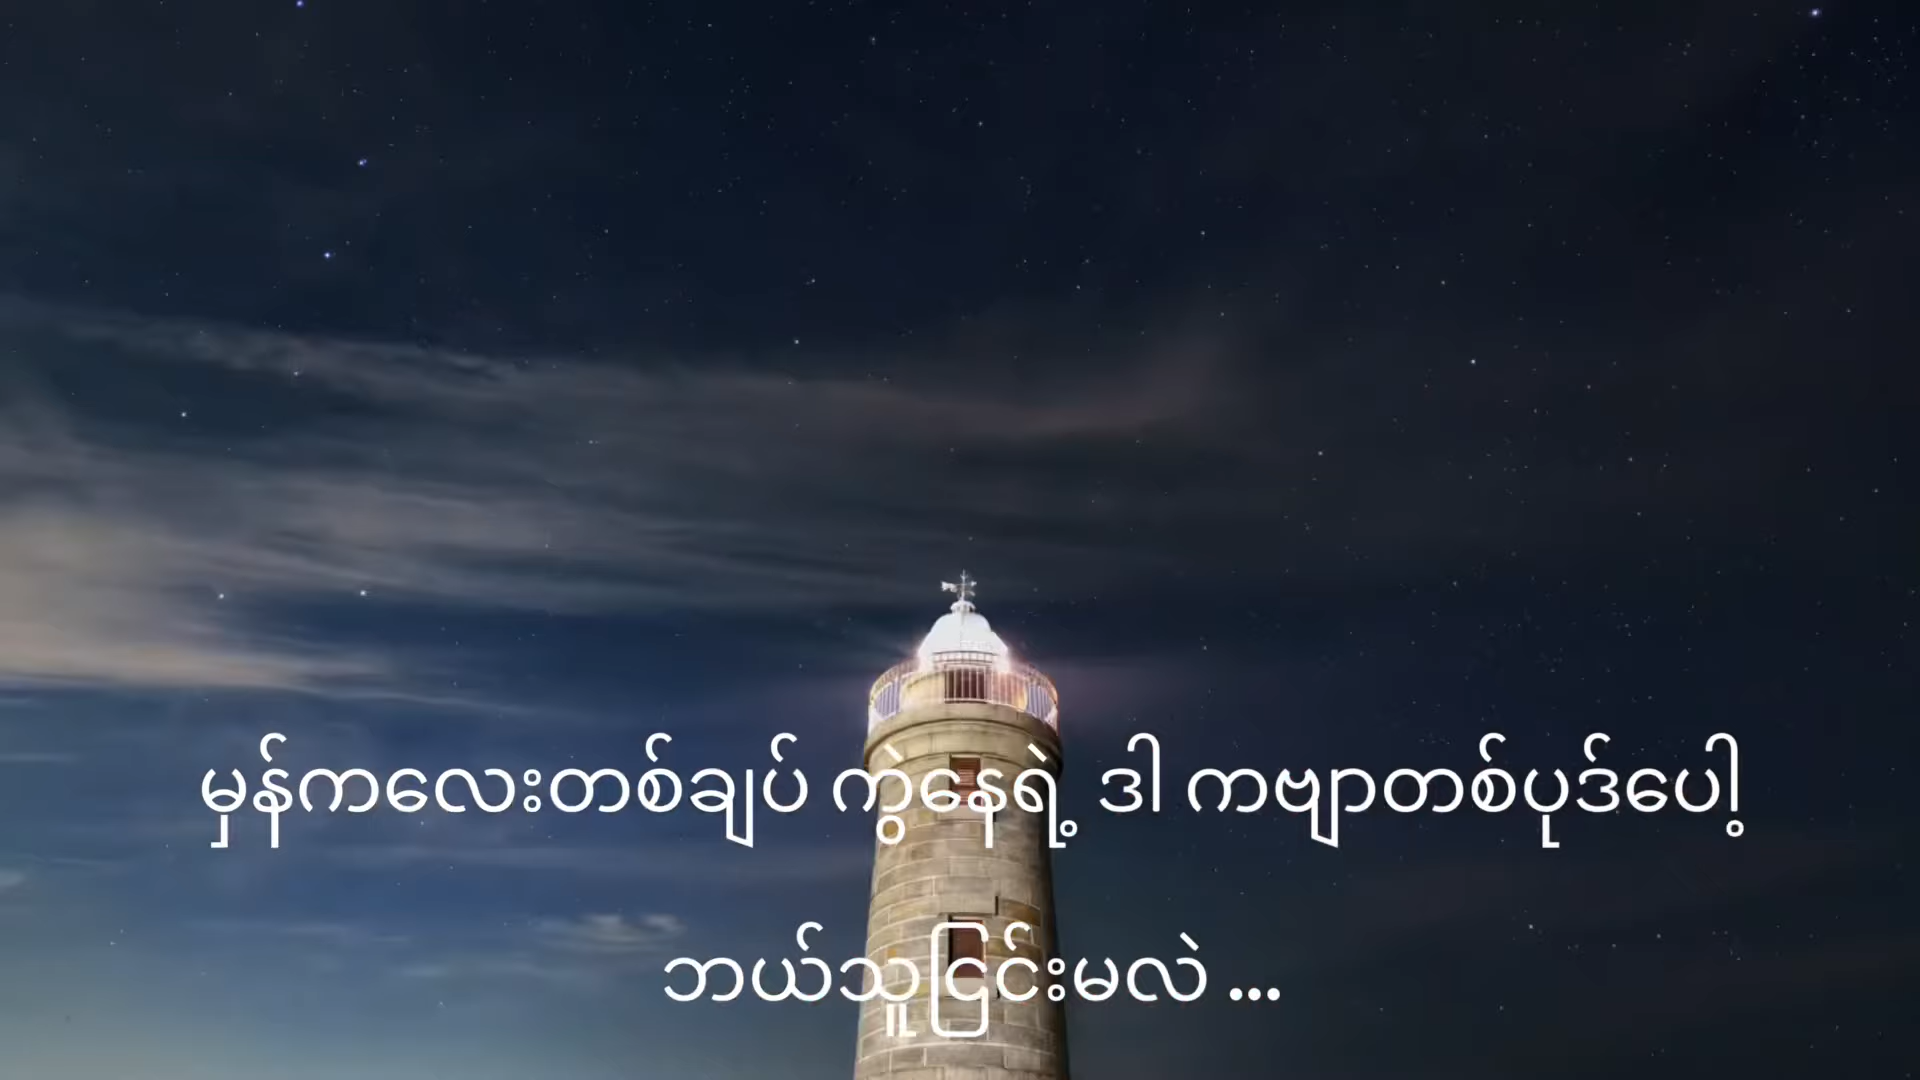 မှန်ကလေးတစ်ချပ် ကွဲနေရဲ့ ဒါ ကဗျာတစ်ပုဒ်ပေါ့
ဘယ်သူငြင်းမလဲ ...